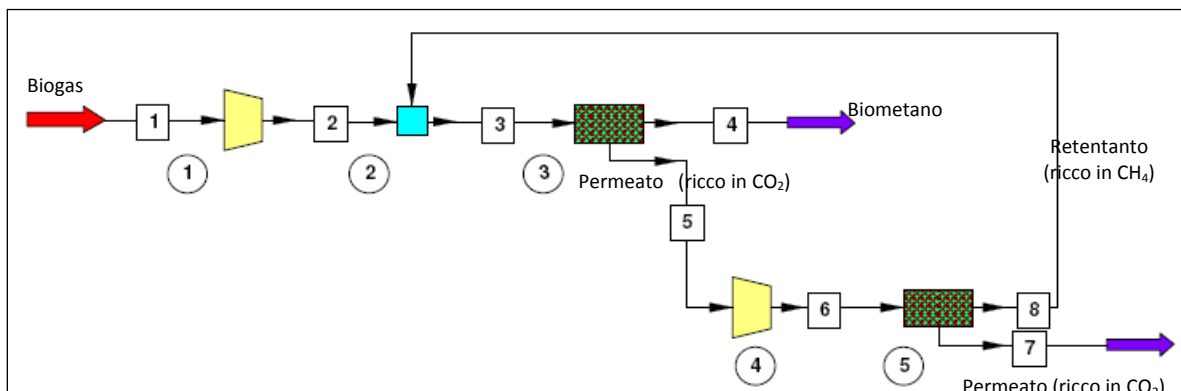 Biogas
1
2
3
4
Biometano
1
2
3
Permeato (ricco in CO₂)
Retentanto
(ricco in CH₄)
5
6
8
7
4
5
Permeato (ricco in CO₂)